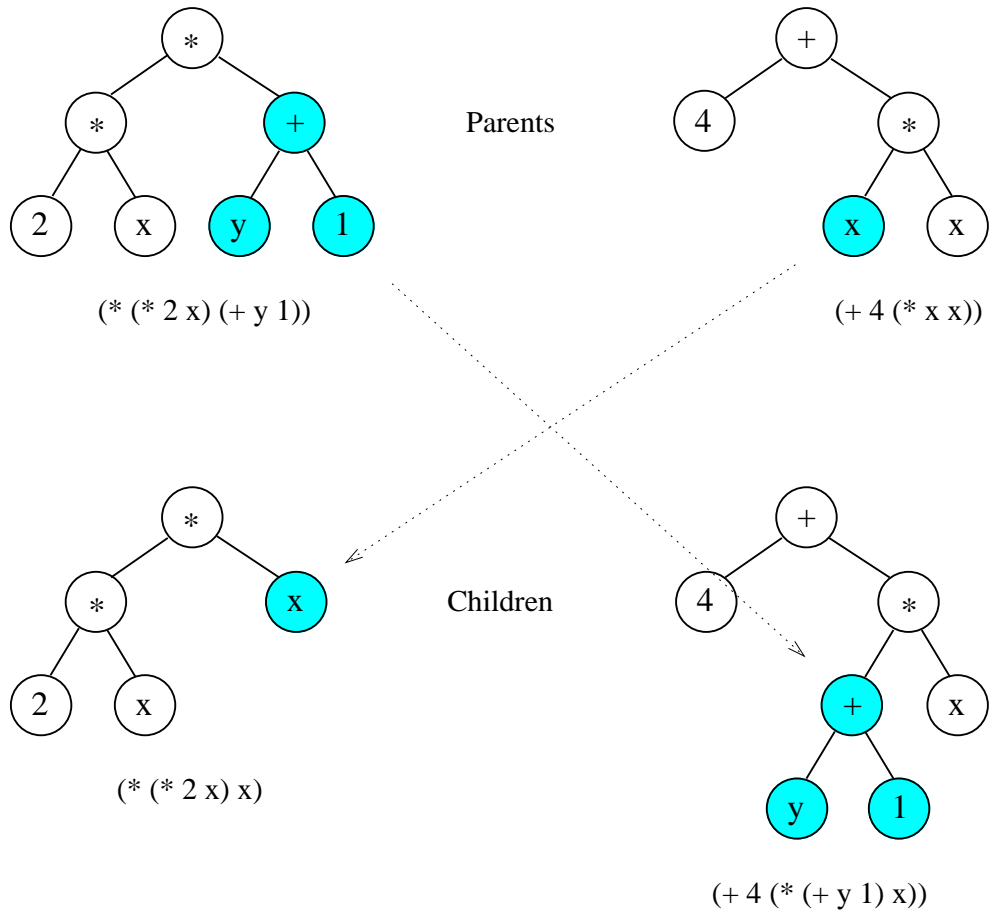 * +
* + Parents 4 *
2 x y 1 x x
(* (* 2 x) (+ y 1)) (+ 4 (* x x))
* +
* x Children 4 *
2 x + x
y 1
(* (* 2 x) x)
(+ 4 (* (+ y 1) x))